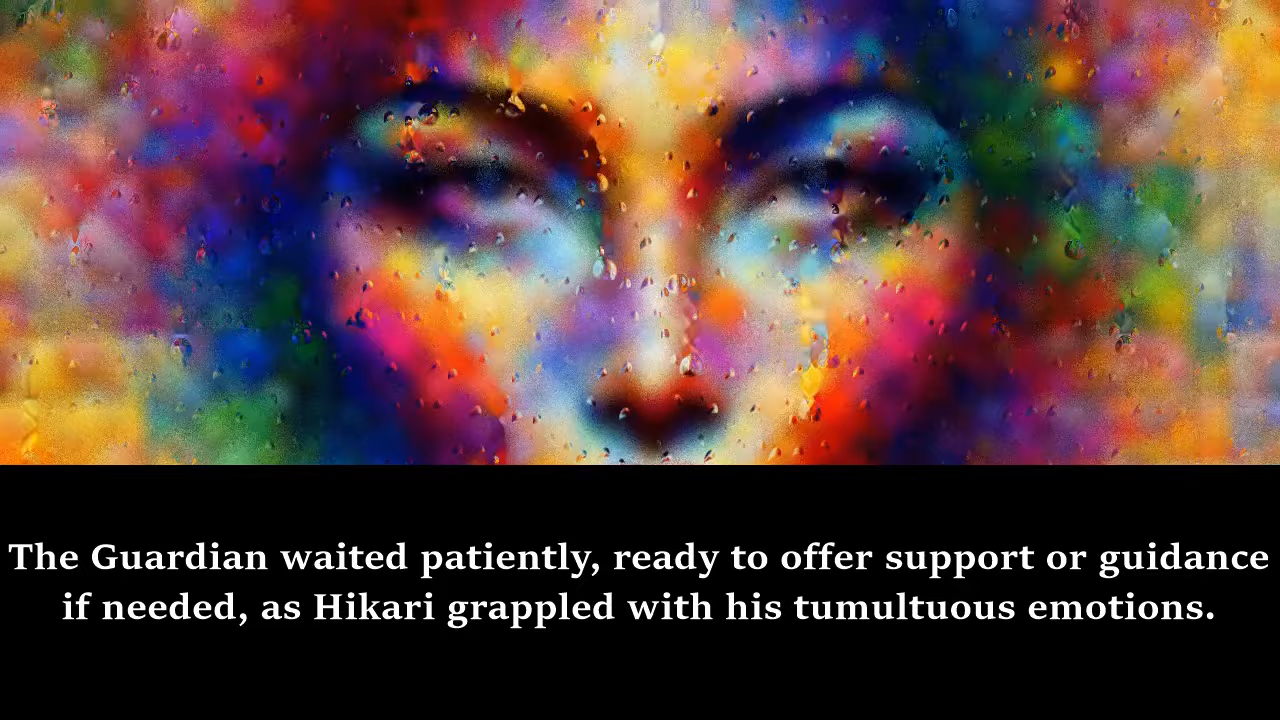 The Guardian waited patiently, ready to offer support or guidance
if needed, as Hikari grappled with his tumultuous emotions.